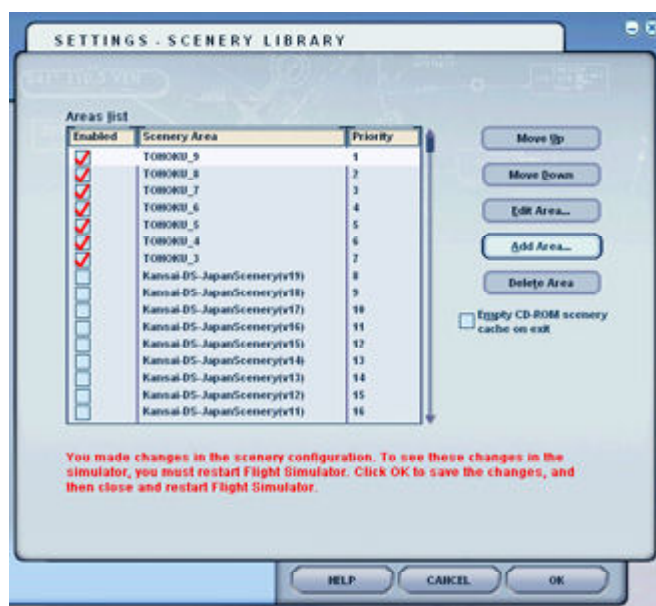 SETTINGS - SCENERY LIBRARY
Areas list
Enabled Scenery Area Priority
TOHOKU_9 1
TOHOKU_8 2
TOHOKU_7 3
TOHOKU_6 4
TOHOKU_5 5
TOHOKU_4 6
TOHOKU_3 7
Kansai-DS-JapanScenery(v19) 8
Kansai-DS-JapanScenery(v18) 9
Kansai-DS-JapanScenery(v17) 10
Kansai-DS-JapanScenery(v16) 11
Kansai-DS-JapanScenery(v15) 12
Kansai-DS-JapanScenery(v14) 13
Kansai-DS-JapanScenery(v13) 14
Kansai-DS-JapanScenery(v12) 15
Kansai-DS-JapanScenery(v11) 16
Move Up
Move Down
Edit Area...
Add Area...
Delete Area
Empty CD-ROM scenery
cache on exit
You made changes in the scenery configuration. To see these changes in the
simulator, you must restart Flight Simulator. Click OK to save the changes, and
then close and restart Flight Simulator.
HELP CANCEL OK